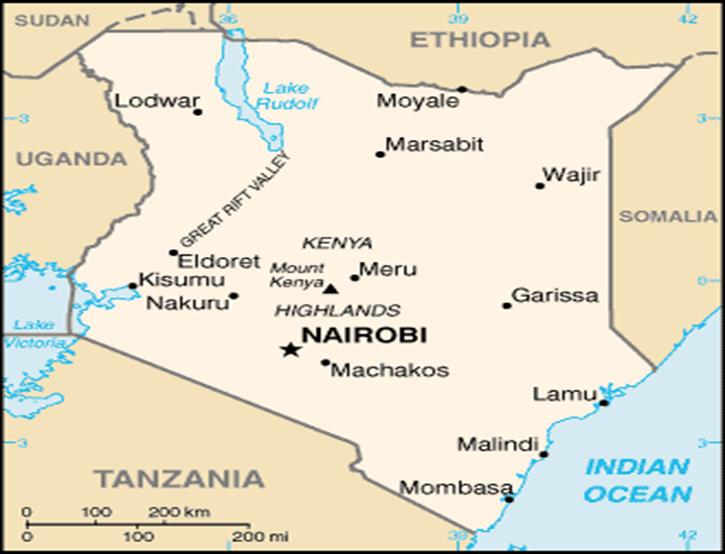 SUDAN
36
39
42
ETHIOPIA
Lake
Rudolf
Lodwar
Moyale
3
3
Marsabit
UGANDA
GREAT RIFT VALLEY
Wajir
SOMALIA
KENYA
Eldoret
Mount
Kenya
Meru
Kisumu
0
0
Nakuru
Garissa
HIGHLANDS
Lake
Victoria
NAIROBI
Machakos
Lamu
3
3
Malindi
INDIAN
OCEAN
TANZANIA
Mombasa
0 100 200 km
0 100 200 mi
39
42